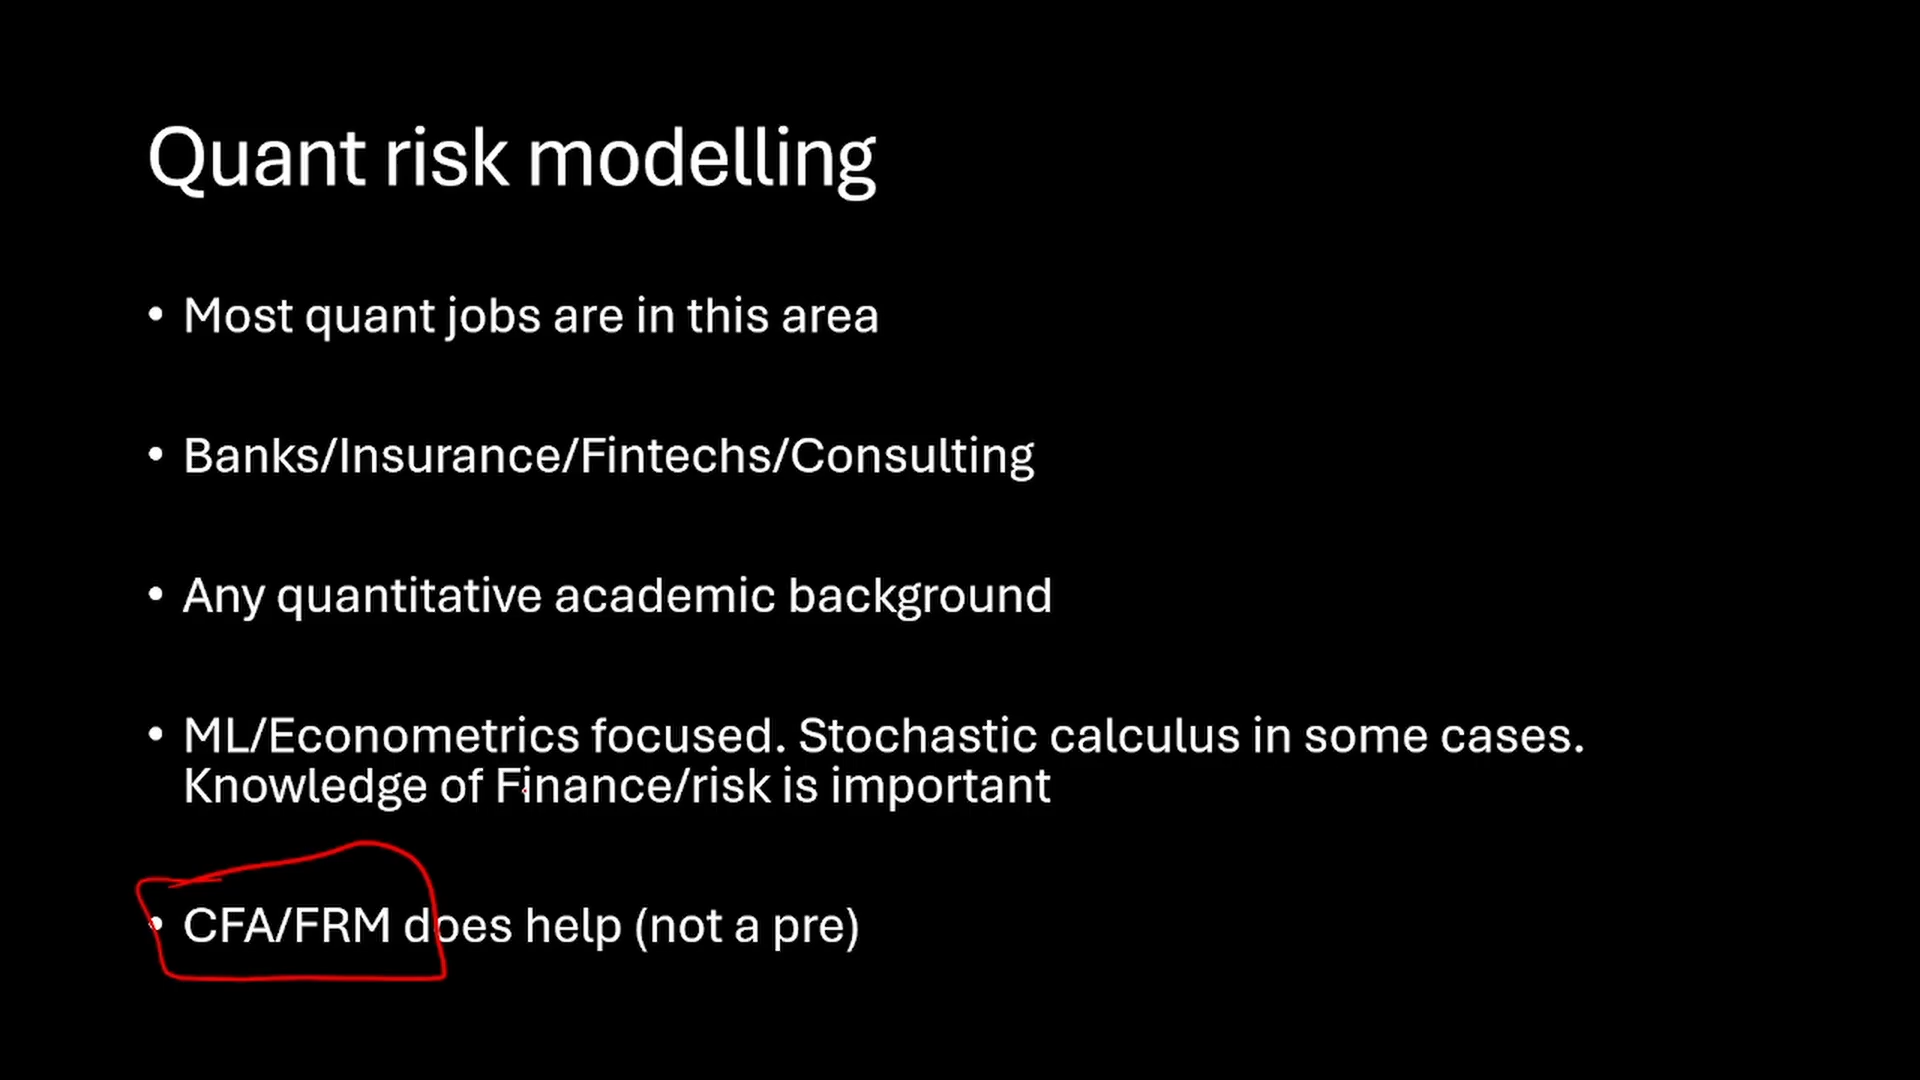 Quant risk modelling
• Most quant jobs are in this area
• Banks/Insurance/Fintechs/Consulting
• Any quantitative academic background
• ML/Econometrics focused. Stochastic calculus in some cases.
Knowledge of Finance/risk is important
• CFA/FRM does help (not a pre)